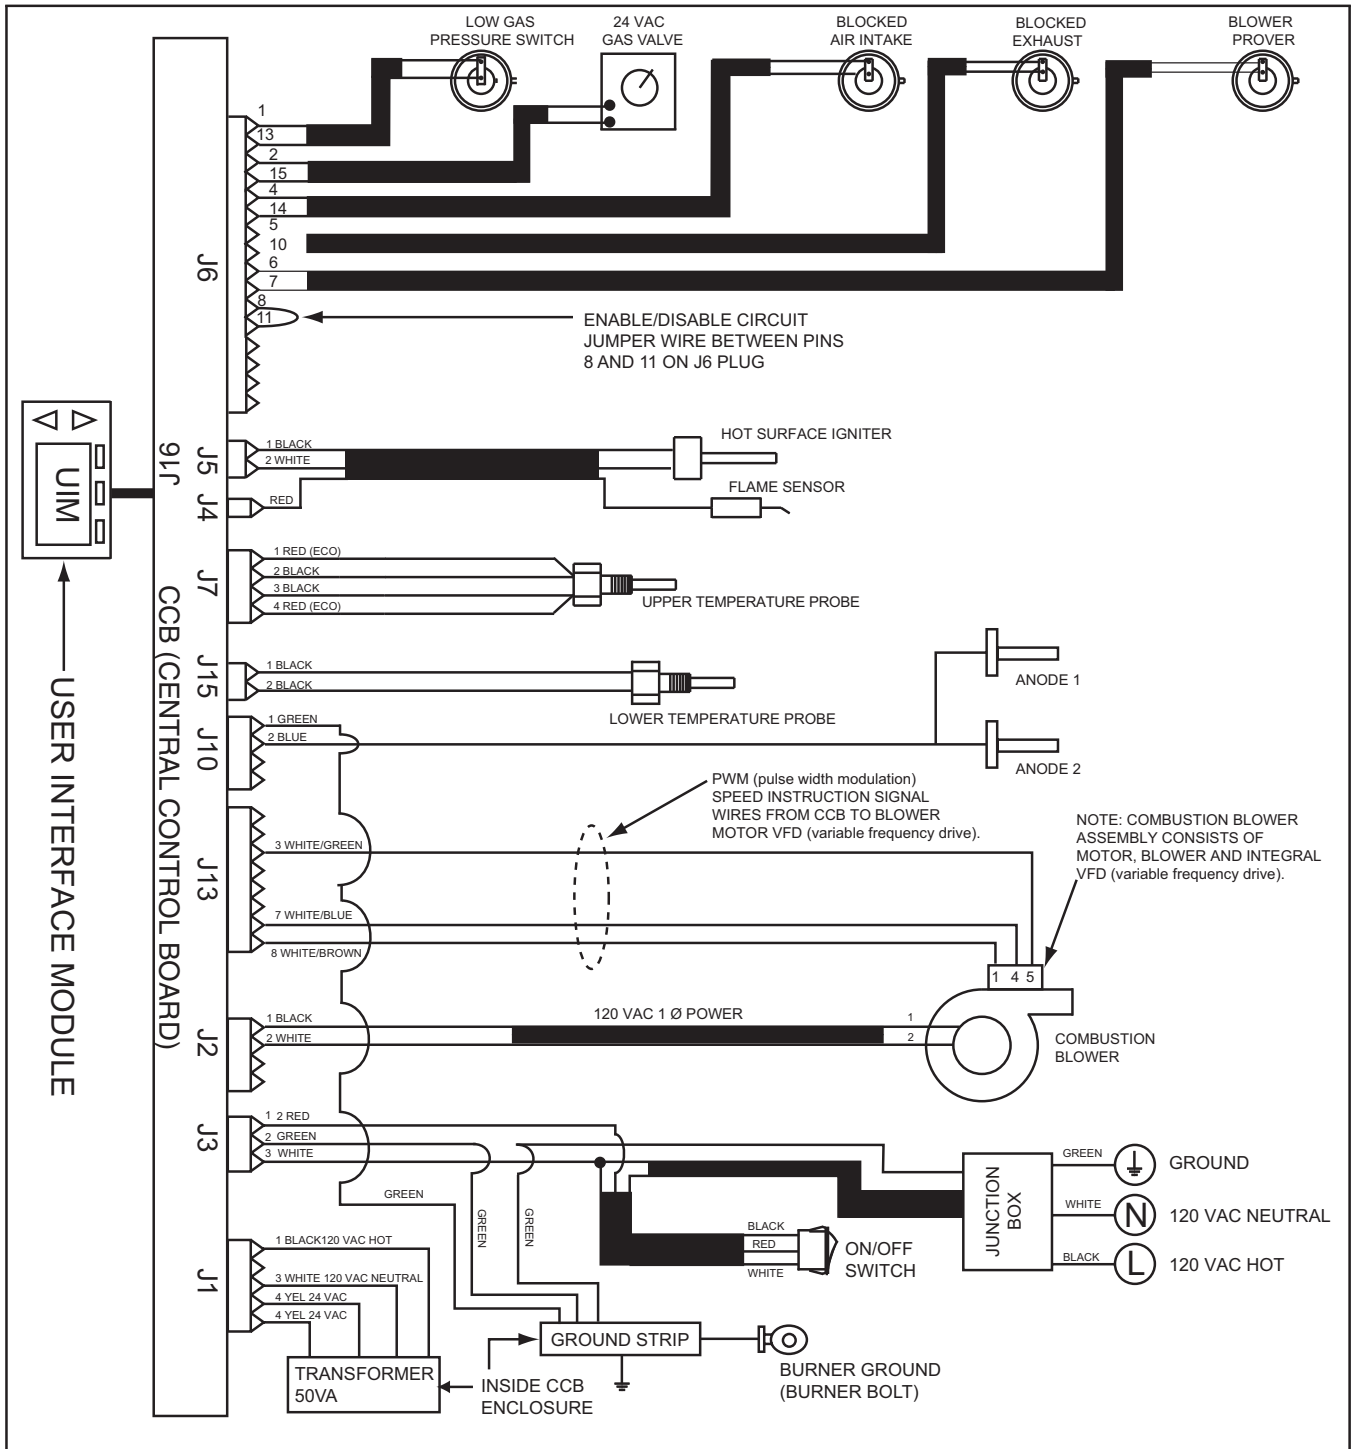 LOW GAS
PRESSURE SWITCH
24 VAC
GAS VALVE
BLOCKED
AIR INTAKE
BLOCKED
EXHAUST
BLOWER
PROVER
1
13
2
15
4
14
5
10
6
7
8
11
J6
ENABLE/DISABLE CIRCUIT
JUMPER WIRE BETWEEN PINS
8 AND 11 ON J6 PLUG
UIM
USER INTERFACE MODULE
J16
CCB (CENTRAL CONTROL BOARD)
J5
1 BLACK
2 WHITE
HOT SURFACE IGNITER
J4
RED
FLAME SENSOR
J7
1 RED (ECO)
2 BLACK
3 BLACK
4 RED (ECO)
UPPER TEMPERATURE PROBE
J15
1 BLACK
2 BLACK
LOWER TEMPERATURE PROBE
J10
1 GREEN
2 BLUE
ANODE 1
ANODE 2
PWM (pulse width modulation)
SPEED INSTRUCTION SIGNAL
WIRES FROM CCB TO BLOWER
MOTOR VFD (variable frequency drive).
NOTE: COMBUSTION BLOWER
ASSEMBLY CONSISTS OF
MOTOR, BLOWER AND INTEGRAL
VFD (variable frequency drive).
J13
3 WHITE/GREEN
7 WHITE/BLUE
8 WHITE/BROWN
1 4 5
J2
1 BLACK
2 WHITE
120 VAC 1 Ø POWER
1
2
COMBUSTION
BLOWER
J3
1 2 RED
2 GREEN
3 WHITE
GREEN
GREEN
GREEN
BLACK
RED
WHITE
ON/OFF
SWITCH
JUNCTION
BOX
GREEN
GROUND
WHITE
N
120 VAC NEUTRAL
BLACK
L
120 VAC HOT
J1
1 BLACK120 VAC HOT
3 WHITE 120 VAC NEUTRAL
4 YEL 24 VAC
4 YEL 24 VAC
TRANSFORMER
50VA
INSIDE CCB
ENCLOSURE
GROUND STRIP
BURNER GROUND
(BURNER BOLT)